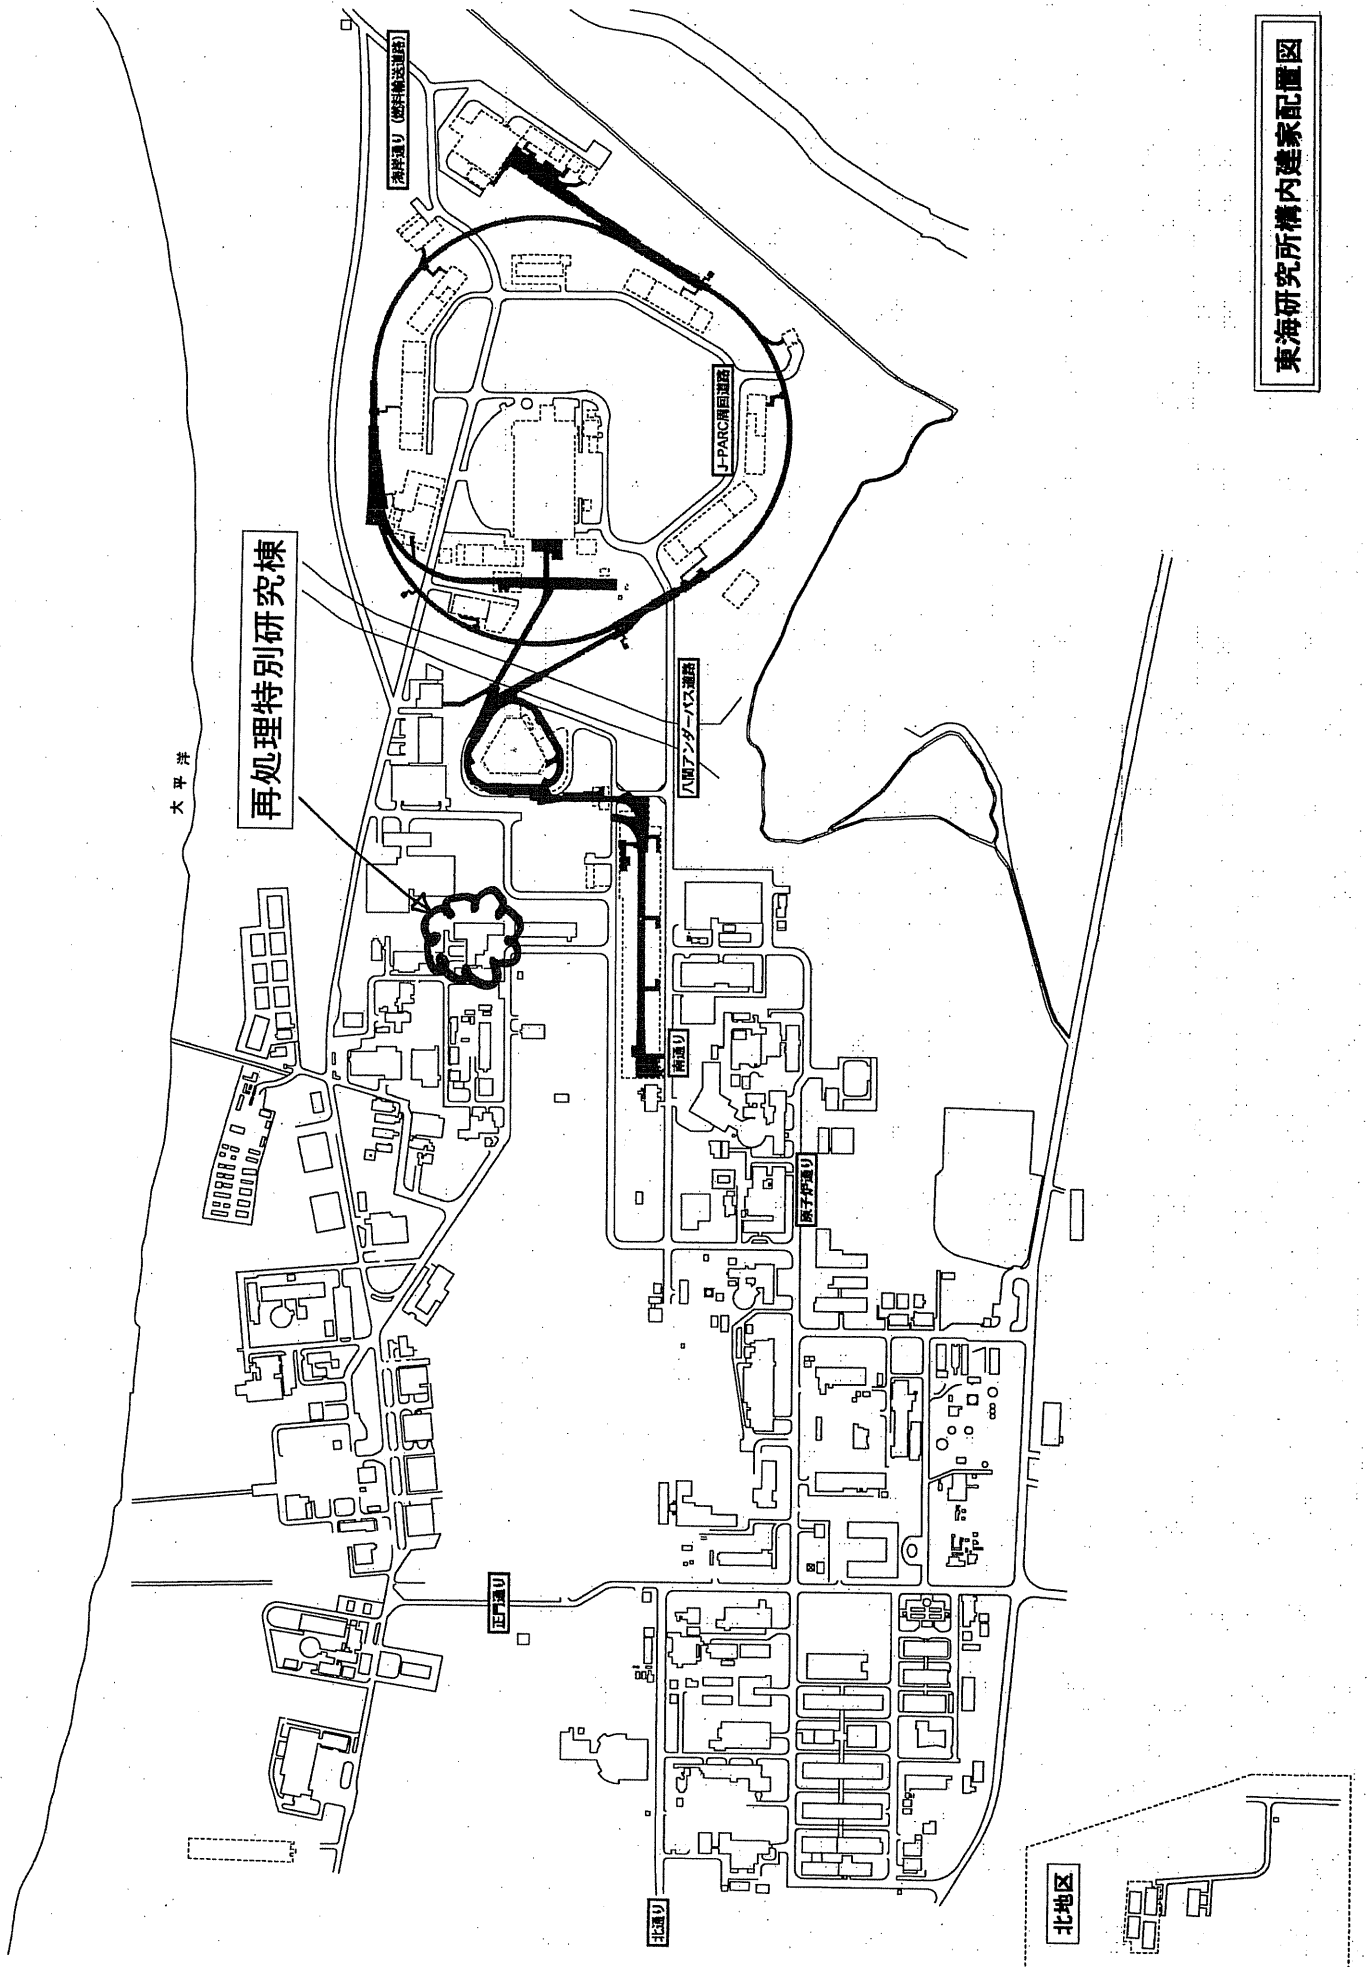 東海研究所構内建家配置図
海岸通り (燃料輸送道路)
J-PARC周回道路
再処理特別研究棟
大平洋
八間アンダーパス道路
南通り
原子炉通り
正門通り
北通り
北地区